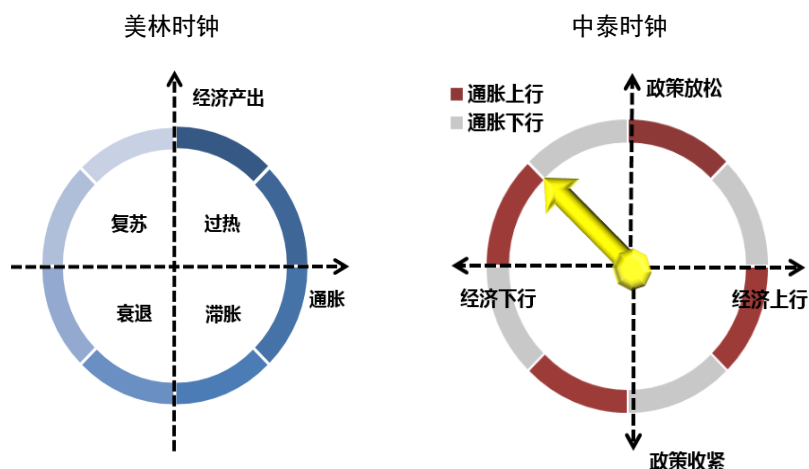 美林时钟
经济产出
复苏
过热
衰退
滞胀
通胀
中泰时钟
通胀上行
通胀下行
政策放松
经济下行
经济上行
政策收紧